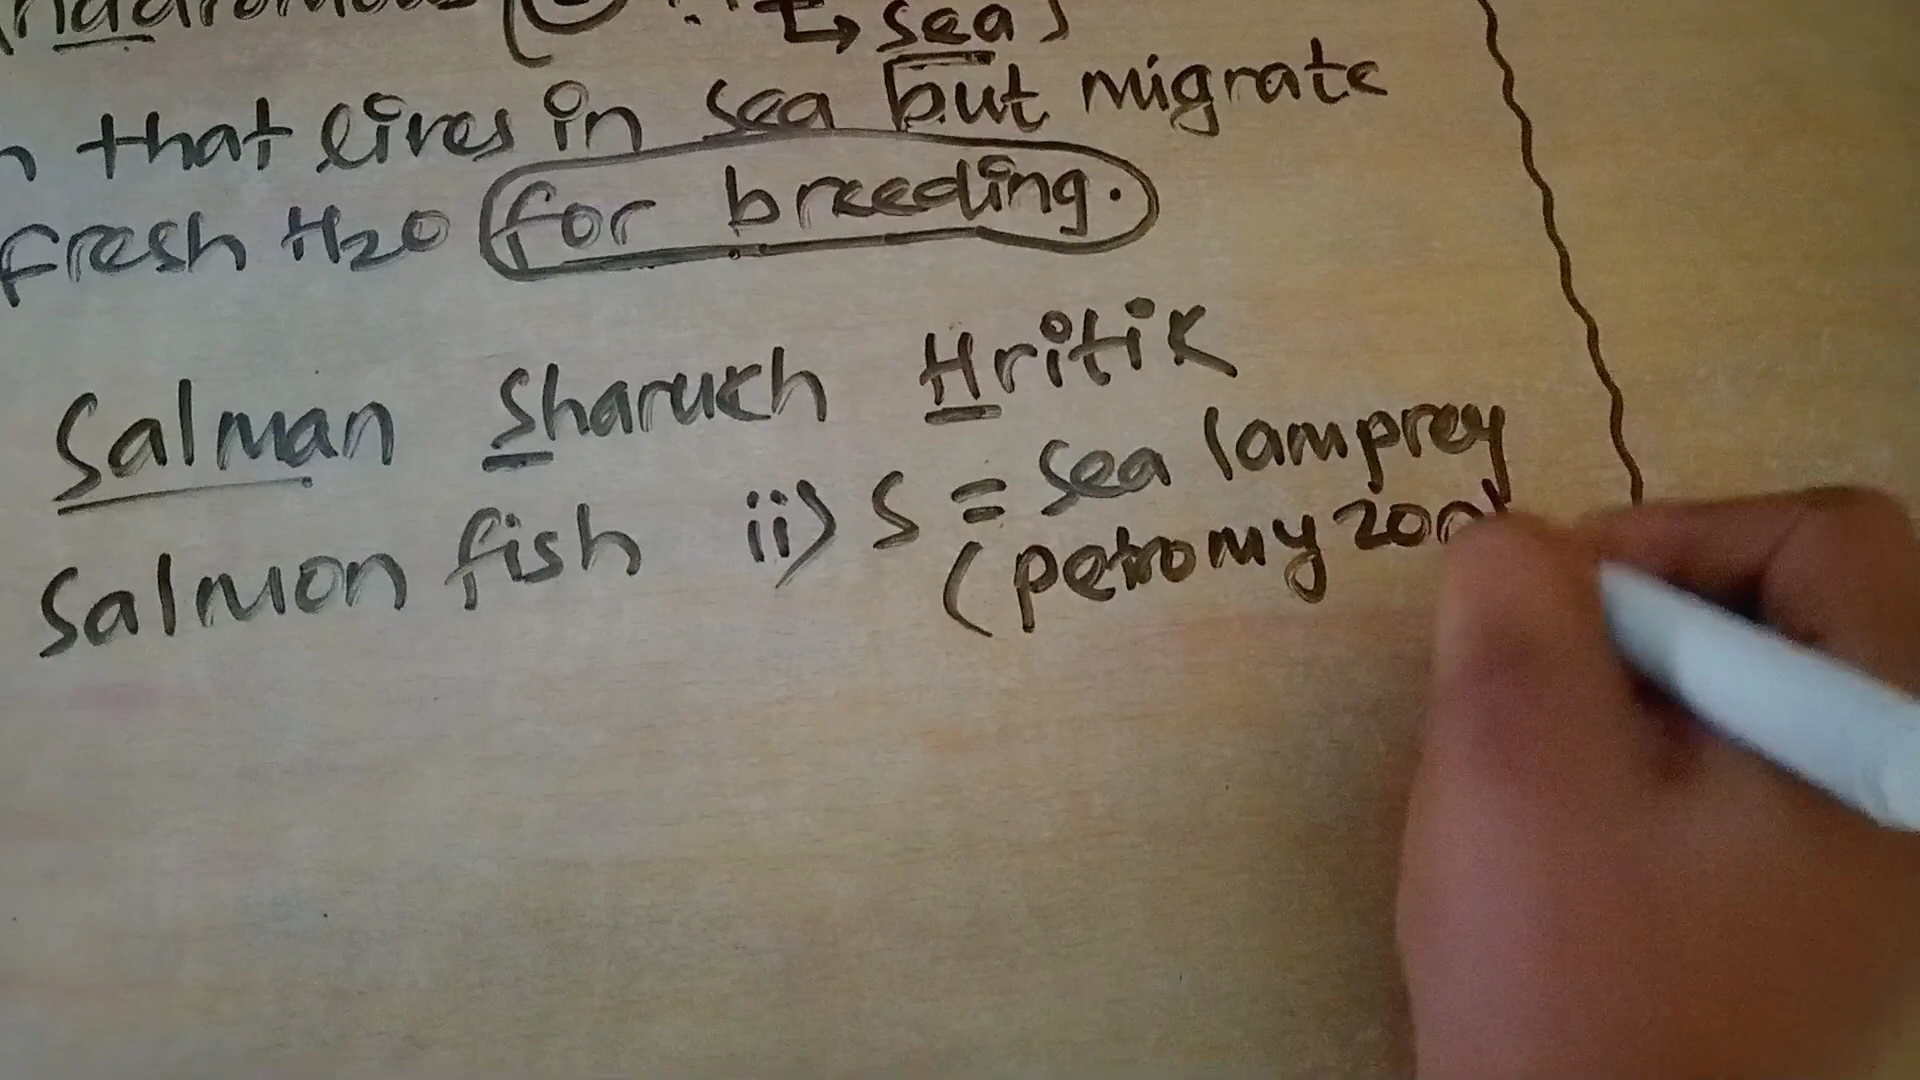 ↳ sea)
that lives in sea but migrate
fresh H2O for breeding.
Salman Sharukh Hritik
Salmon fish ii) S = Sea lamprey
(petromyzon)